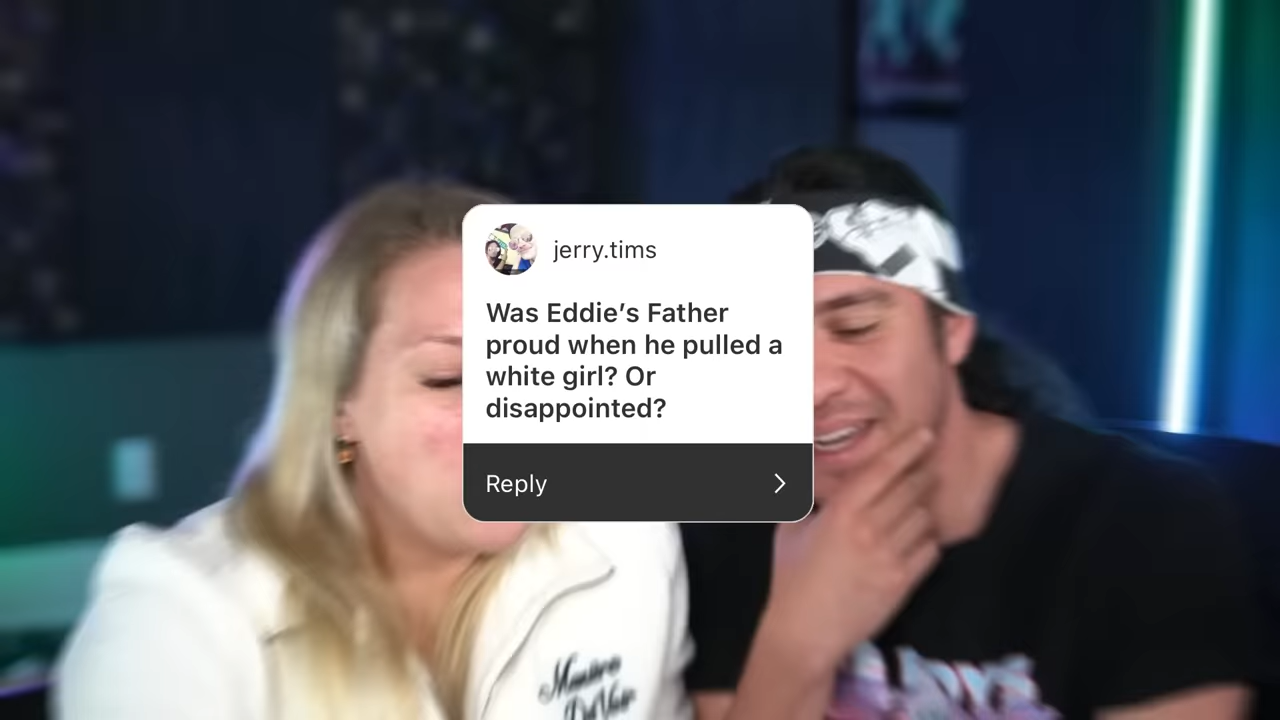 jerry.tims
Was Eddie’s Father
proud when he pulled a
white girl? Or
disappointed?
Reply